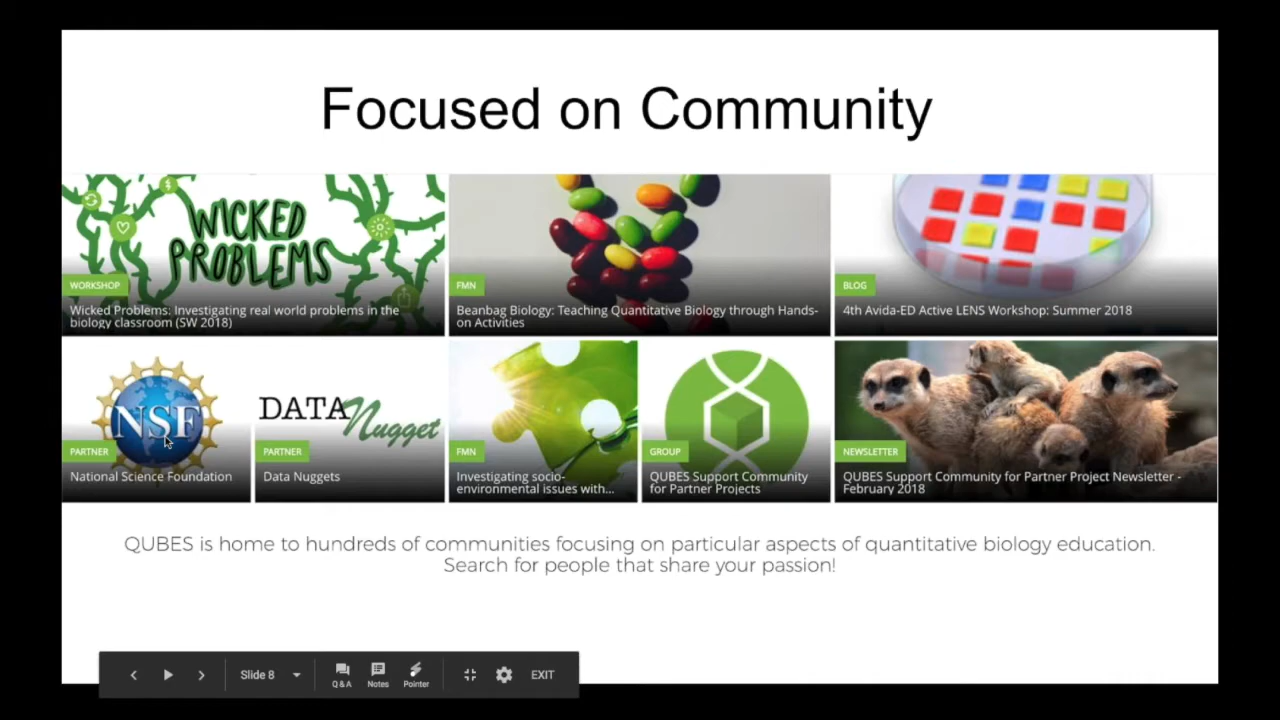 Focused on Community
WICKED
PROBLEMS
WORKSHOP
Wicked Problems: Investigating real world problems in the
biology classroom (SW 2018)
FMN
Beanbag Biology: Teaching Quantitative Biology through Hands-
on Activities
BLOG
4th Avida-ED Active LENS Workshop: Summer 2018
NSF
PARTNER
National Science Foundation
DATA Nugget
PARTNER
Data Nuggets
FMN
Investigating socio-
environmental issues with...
GROUP
QUBES Support Community
for Partner Projects
NEWSLETTER
QUBES Support Community for Partner Project Newsletter -
February 2018
QUBES is home to hundreds of communities focusing on particular aspects of quantitative biology education.
Search for people that share your passion!
Slide 8
Q & A
Notes
Pointer
EXIT